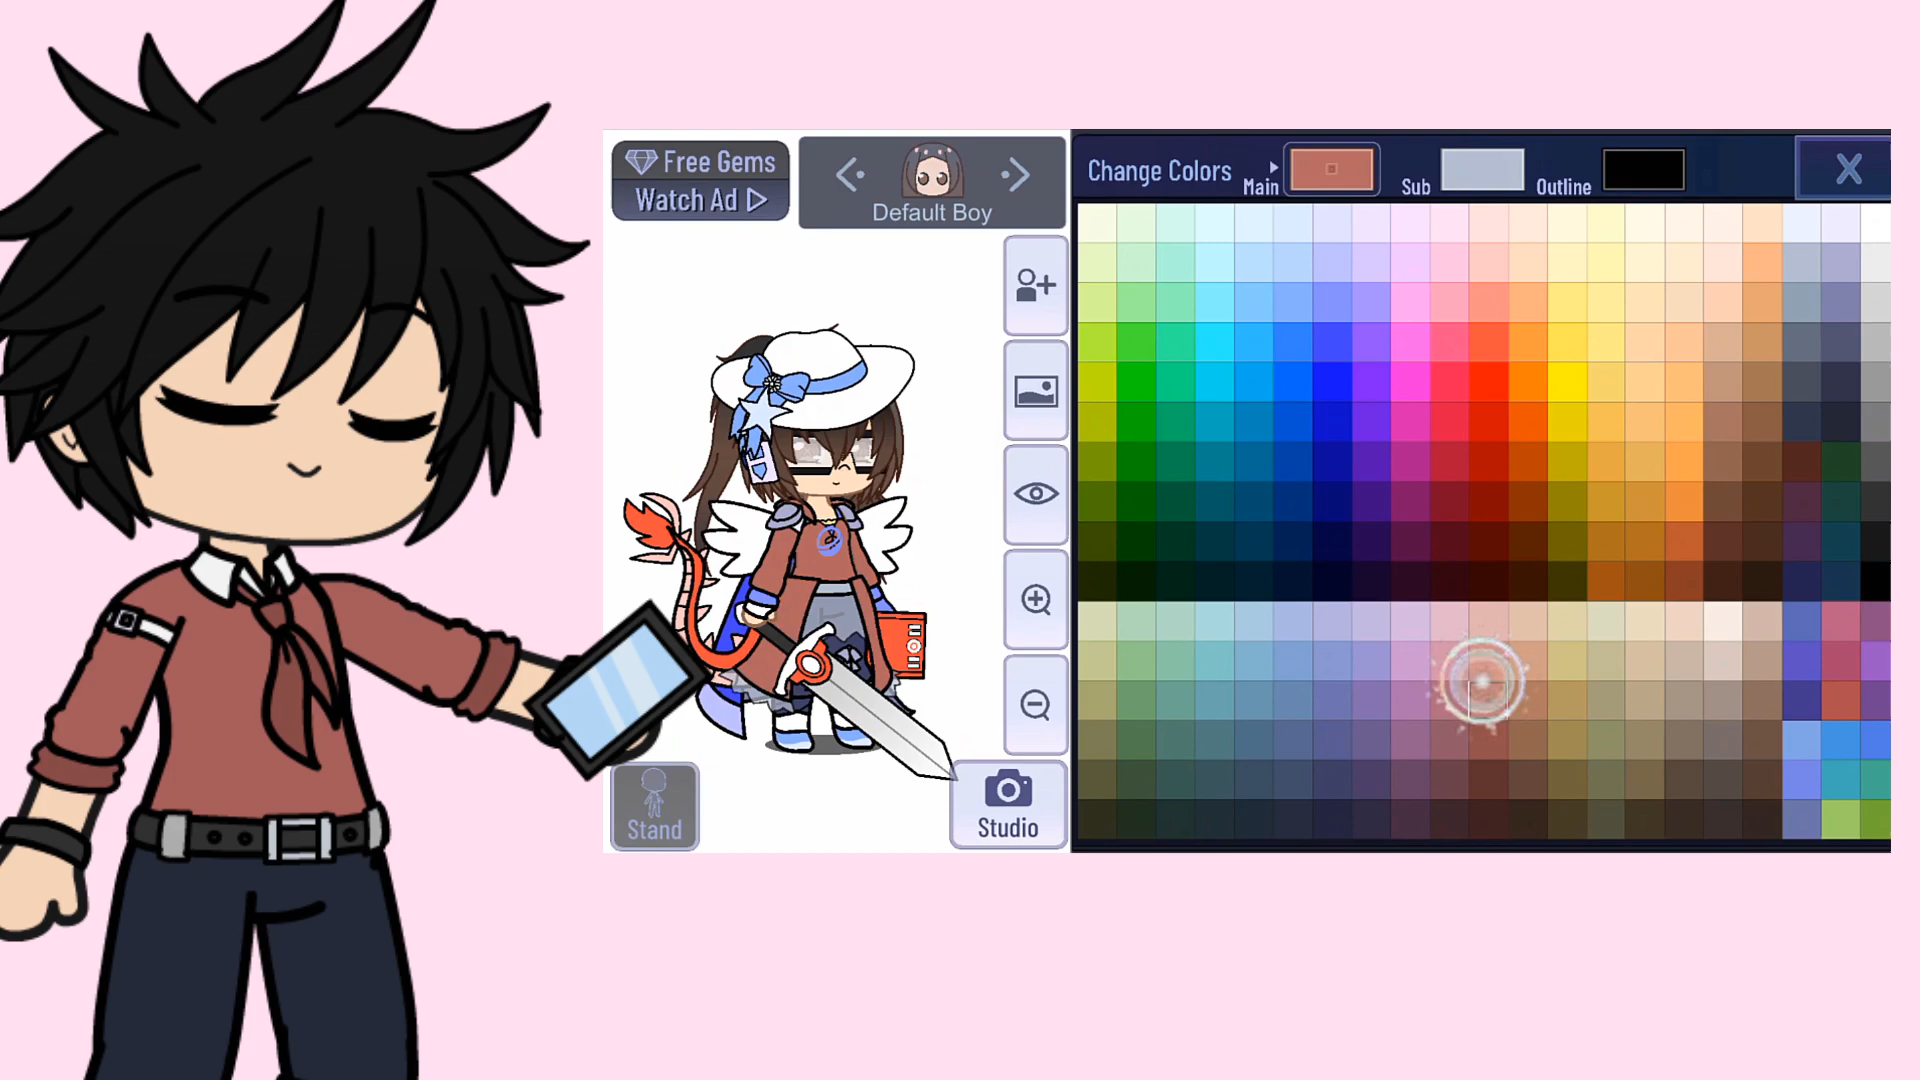 Free Gems
Watch Ad
Default Boy
Change Colors
Main
Sub
Outline
X
Stand
Studio